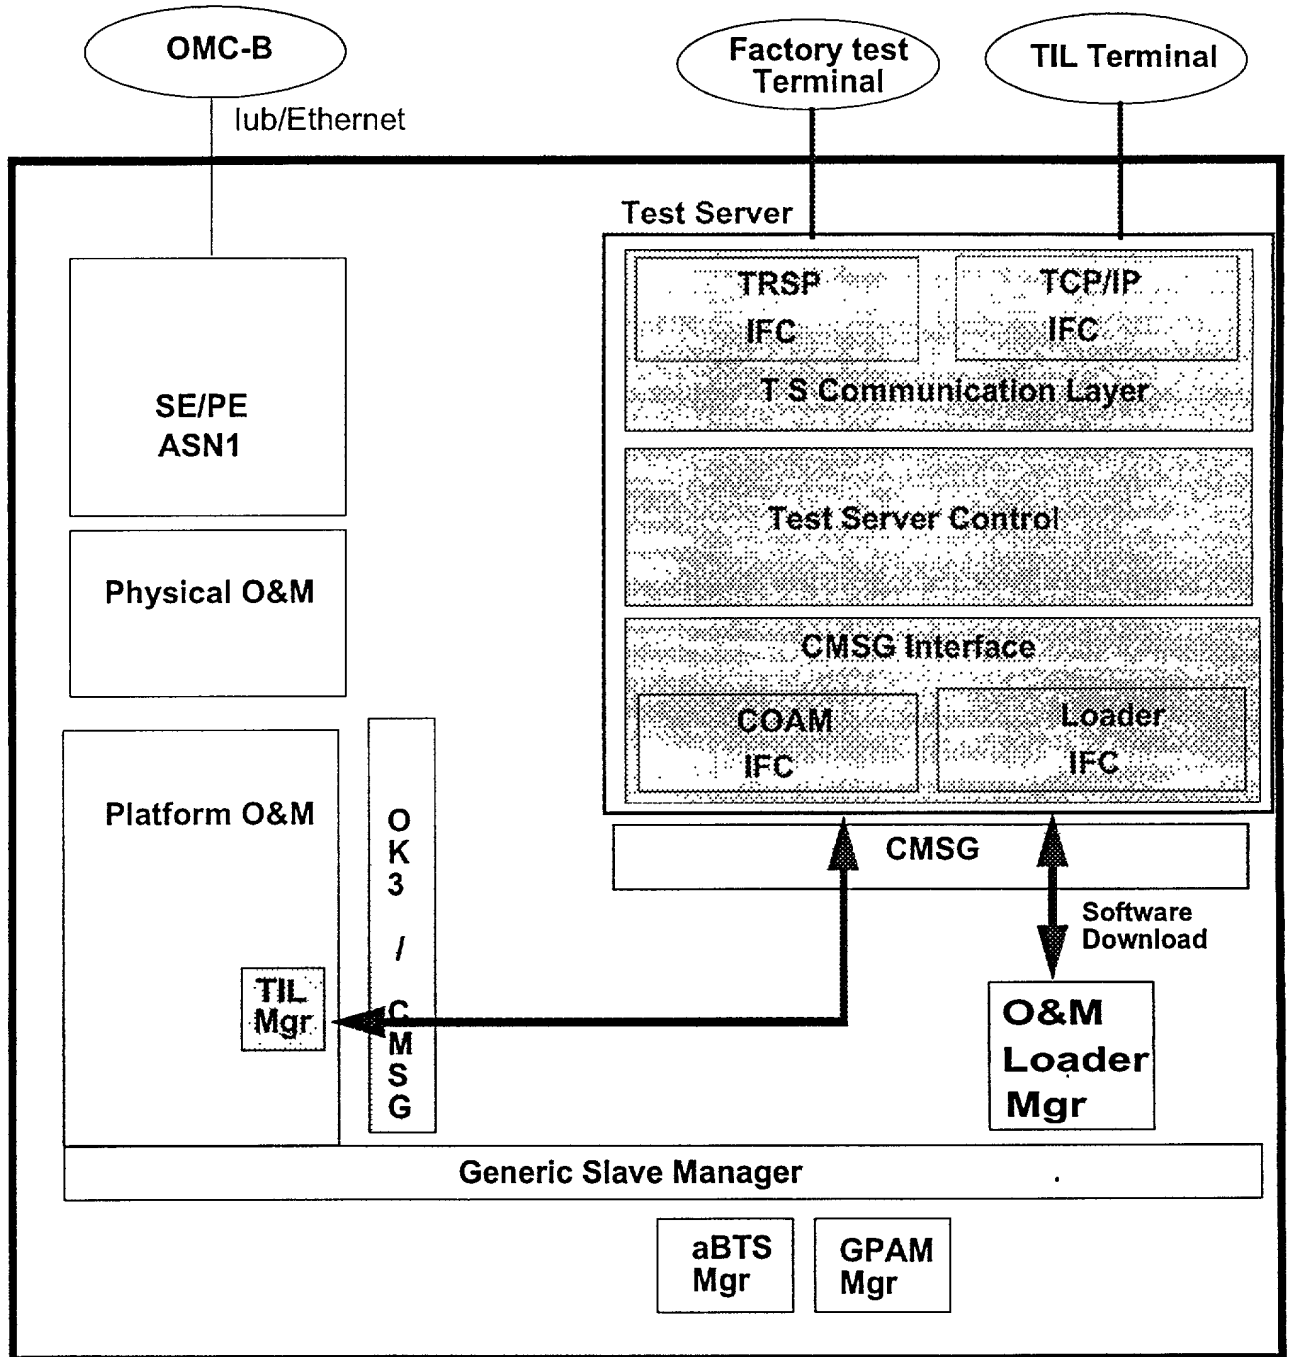 OMC-B
Factory test
Terminal
TIL Terminal
Iub/Ethernet
Test Server
TRSP
IFC
TCP/IP
IFC
T S Communication Layer
SE/PE
ASN1
Test Server Control
Physical O&M
CMSG Interface
COAM
IFC
Loader
IFC
Platform O&M
OK3 / CMSG
CMSG
Software
Download
TIL
Mgr
O&M
Loader
Mgr
Generic Slave Manager
aBTS
Mgr
GPAM
Mgr